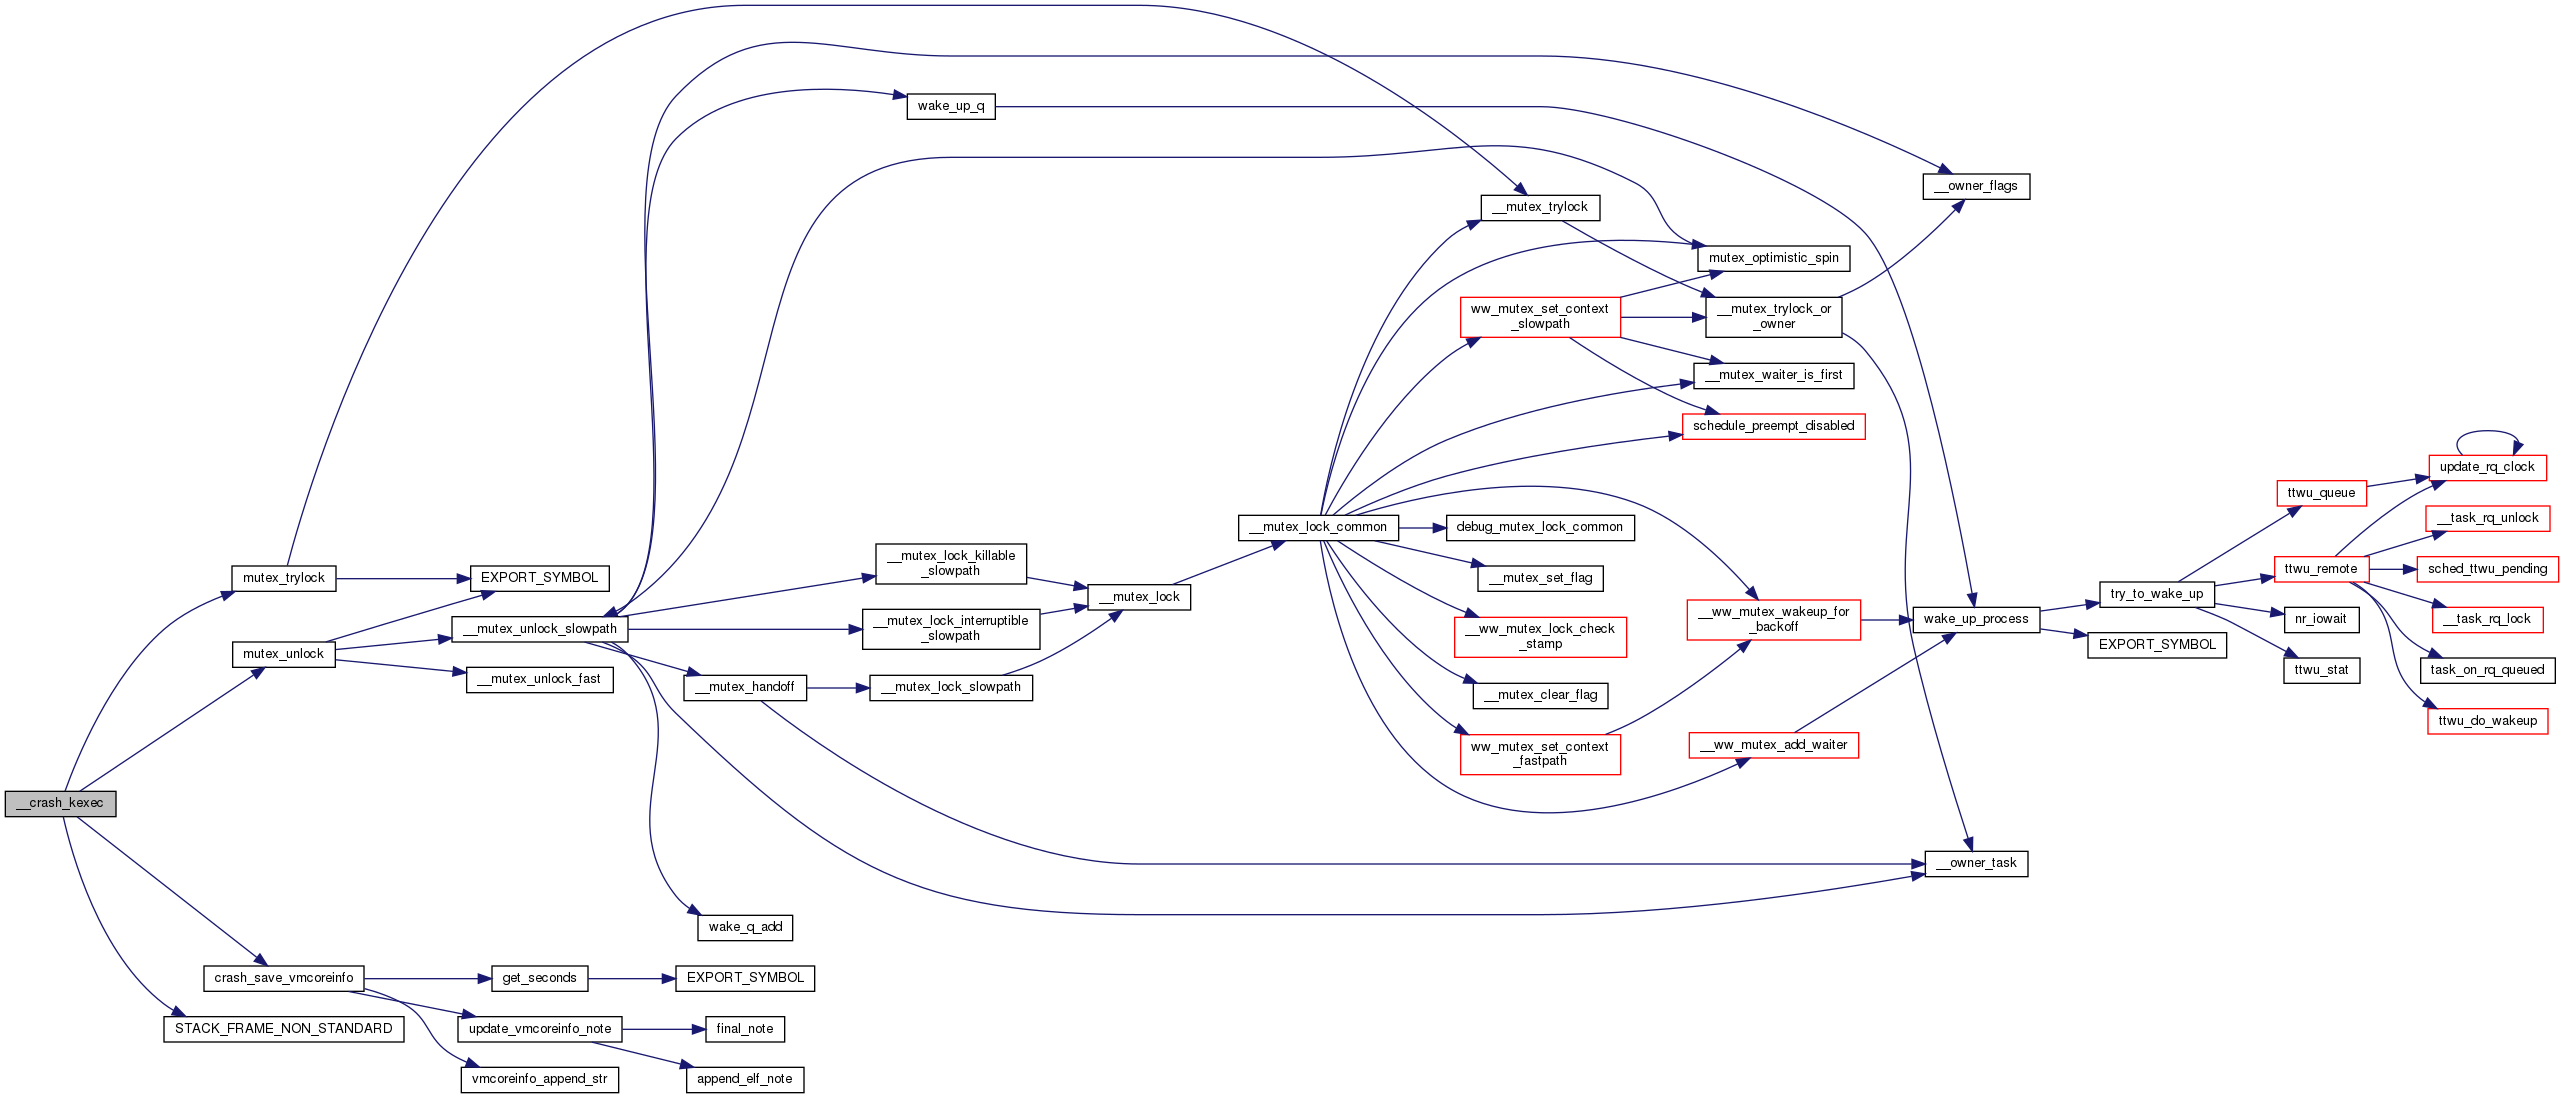 __crash_kexec
mutex_trylock
mutex_unlock
crash_save_vmcoreinfo
STACK_FRAME_NON_STANDARD
EXPORT_SYMBOL
__mutex_unlock_slowpath
__mutex_unlock_fast
get_seconds
update_vmcoreinfo_note
vmcoreinfo_append_str
__mutex_handoff
wake_q_add
EXPORT_SYMBOL
final_note
append_elf_note
wake_up_q
__mutex_lock_killable
_slowpath
__mutex_lock_interruptible
_slowpath
__mutex_lock_slowpath
__mutex_lock
__mutex_lock_common
__mutex_trylock
ww_mutex_set_context
_slowpath
debug_mutex_lock_common
__mutex_set_flag
__ww_mutex_lock_check
_stamp
__mutex_clear_flag
ww_mutex_set_context
_fastpath
mutex_optimistic_spin
__mutex_trylock_or
_owner
__mutex_waiter_is_first
schedule_preempt_disabled
__ww_mutex_wakeup_for
_backoff
__ww_mutex_add_waiter
__owner_flags
wake_up_process
__owner_task
try_to_wake_up
EXPORT_SYMBOL
ttwu_queue
ttwu_remote
nr_iowait
ttwu_stat
update_rq_clock
__task_rq_unlock
sched_ttwu_pending
__task_rq_lock
task_on_rq_queued
ttwu_do_wakeup